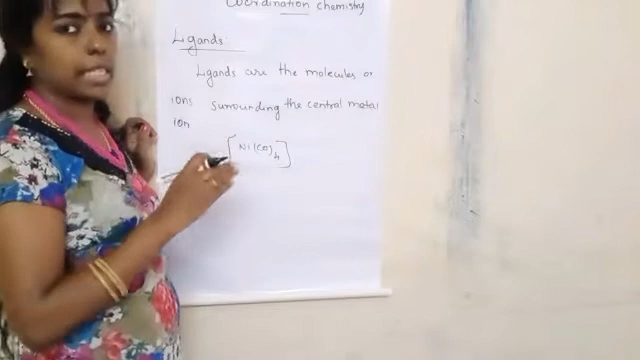 Coordination chemistry
Ligands
Ligands are the molecules or
ions surrounding the central metal
ion
[Ni(CO)4]